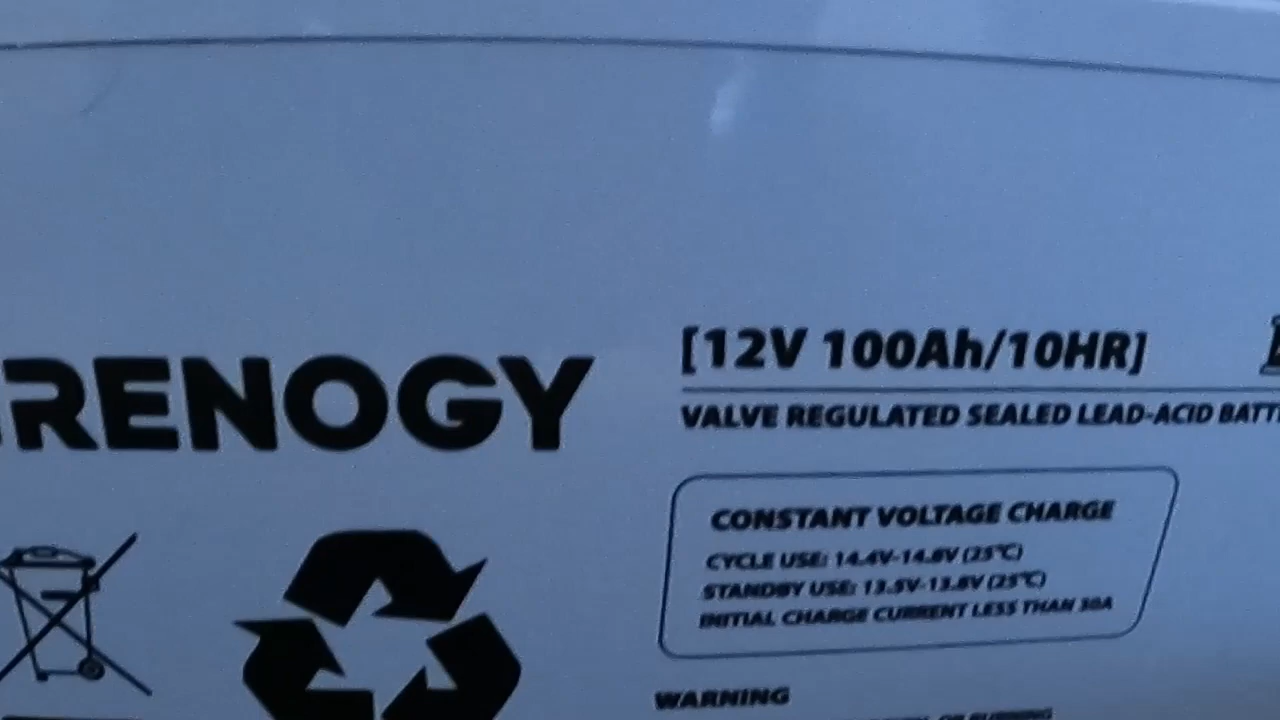 RENOGY
[12V 100Ah/10HR]
VALVE REGULATED SEALED LEAD-ACID BATT
CONSTANT VOLTAGE CHARGE
CYCLE USE: 14.4V-14.8V (25℃)
STANDBY USE: 13.5V-13.8V (25℃)
INITIAL CHARGE CURRENT LESS THAN 30A
WARNING